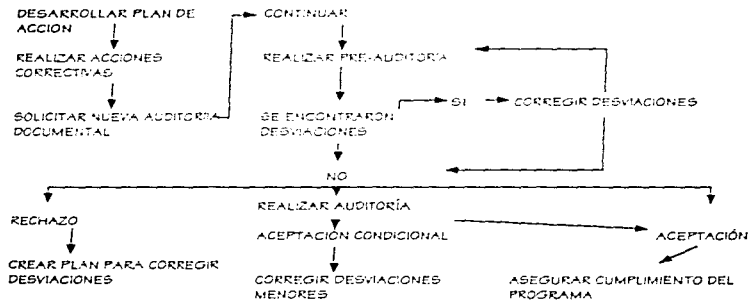 DESARROLLAR PLAN DE
ACCION
CONTINUAR
REALIZAR ACCIONES
CORRECTIVAS
REALIZAR PRE-AUDITORIA
SOLICITAR NUEVA AUDITORIA
DOCUMENTAL
SE ENCONTRARON
DESVIACIONES
SI
CORREGIR DESVIACIONES
NO
REALIZAR AUDITORÍA
RECHAZO
ACEPTACIÓN CONDICIONAL
ACEPTACIÓN
CREAR PLAN PARA CORREGIR
DESVIACIONES
CORREGIR DESVIACIONES
MENORES
ASEGURAR CUMPLIMIENTO DEL
PROGRAMA